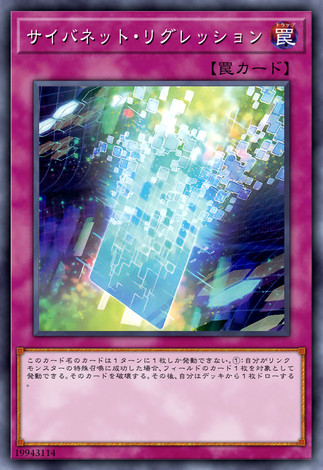 サイバネット・リグレッション
トラップ
罠
【罠カード】
このカード名のカードは１ターンに１枚しか発動できない。①：自分がリンク
モンスターの特殊召喚に成功した場合、フィールドのカード１枚を対象として
発動できる。そのカードを破壊する。その後、自分はデッキから１枚ドローする
。
19943114